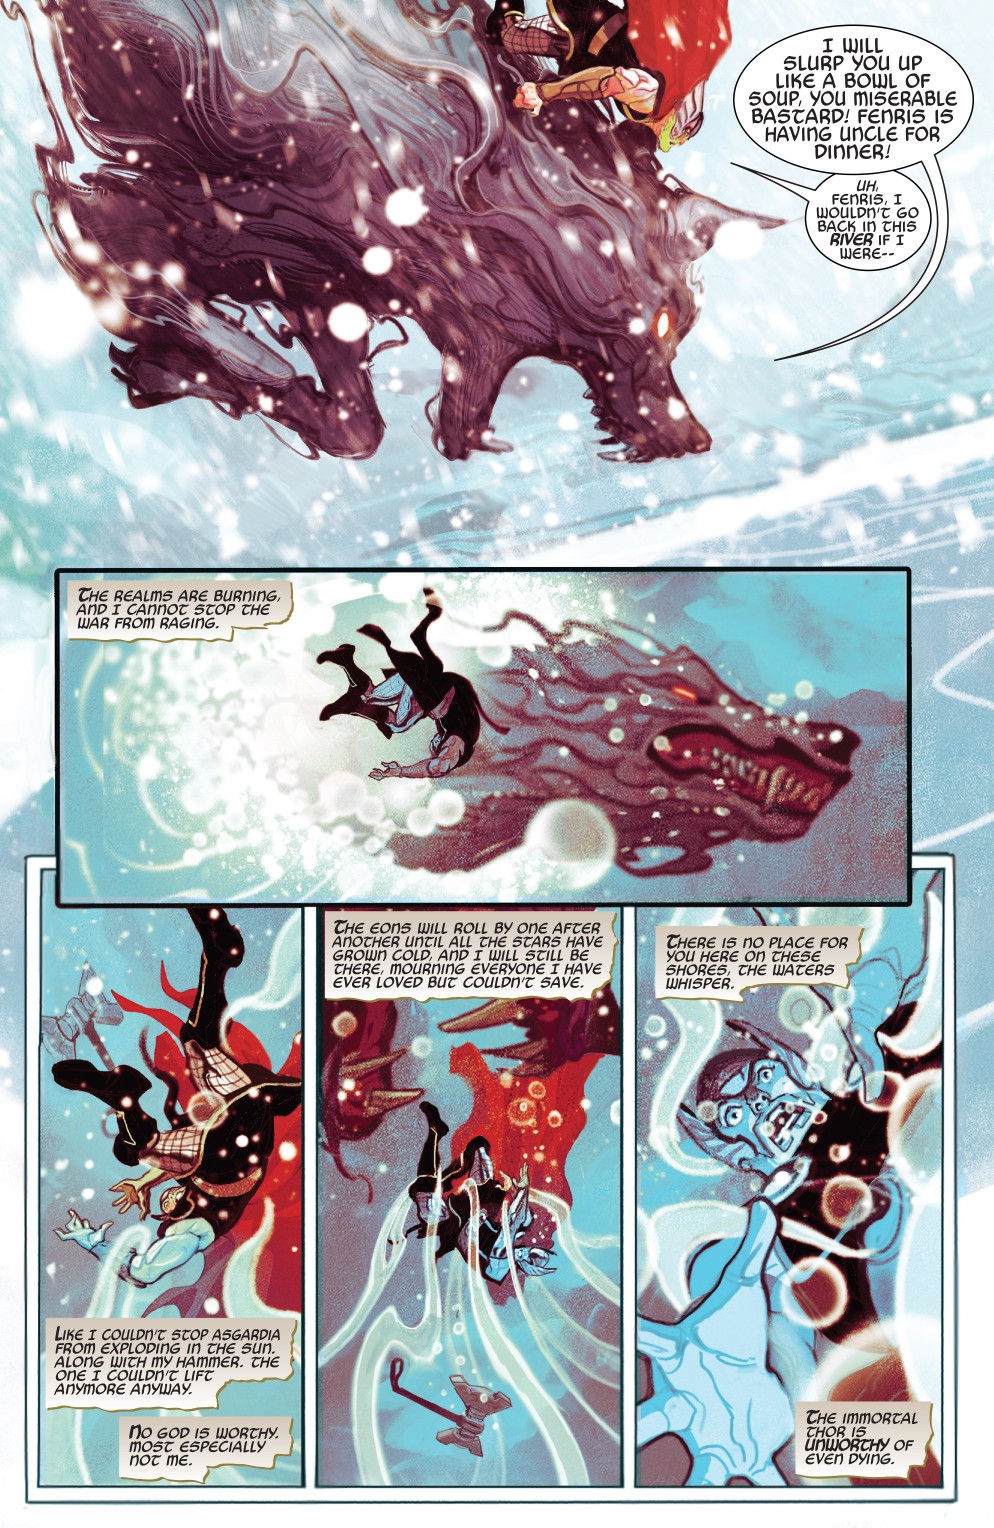 I WILL
SLURP YOU UP
LIKE A BOWL OF
SOUP, YOU MISERABLE
BASTARD! FENRIS IS
HAVING UNCLE FOR
DINNER!
UH,
FENRIS, I
WOULDN'T GO
BACK IN THIS
RIVER IF I
WERE--
THE REALMS ARE BURNING,
AND I CANNOT STOP THE
WAR FROM RAGING.
LIKE I COULDN'T STOP ASGARDIA
FROM EXPLODING IN THE SUN.
ALONG WITH MY HAMMER. THE
ONE I COULDN'T LIFT
ANYMORE ANYWAY.
NO GOD IS WORTHY.
MOST ESPECIALLY
NOT ME.
THE EONS WILL ROLL BY ONE AFTER
ANOTHER UNTIL ALL THE STARS HAVE
GROWN COLD, AND I WILL STILL BE
THERE, MOURNING EVERYONE I HAVE
EVER LOVED BUT COULDN'T SAVE.
THERE IS NO PLACE FOR
YOU HERE ON THESE
SHORES, THE WATERS
WHISPER.
THE IMMORTAL
THOR IS
UNWORTHY OF
EVEN DYING.